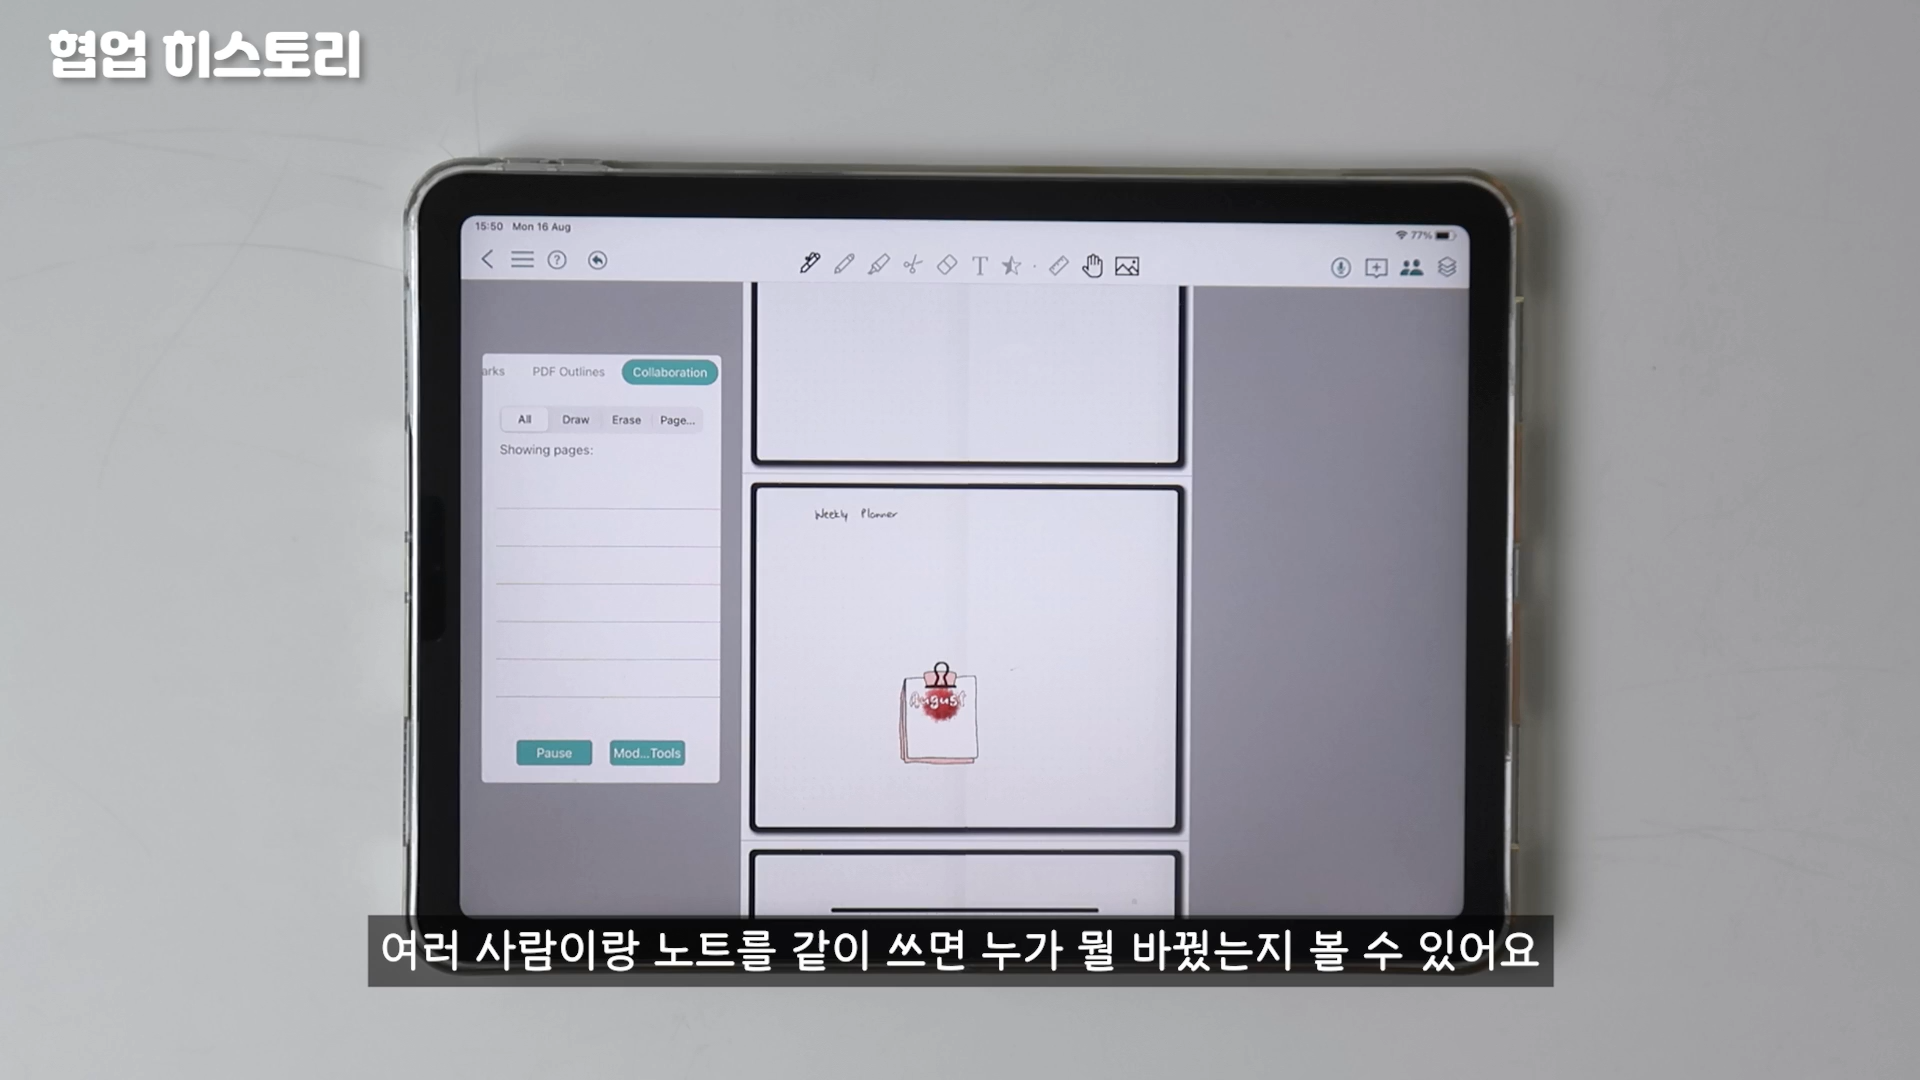 협업 히스토리
15:50 Mon 16 Aug
77%
arks PDF Outlines Collaboration
All Draw Erase Page...
Showing pages:
Pause Mod...Tools
Weekly Planner
August
여러 사람이랑 노트를 같이 쓰면 누가 뭘 바꿨는지 볼 수 있어요